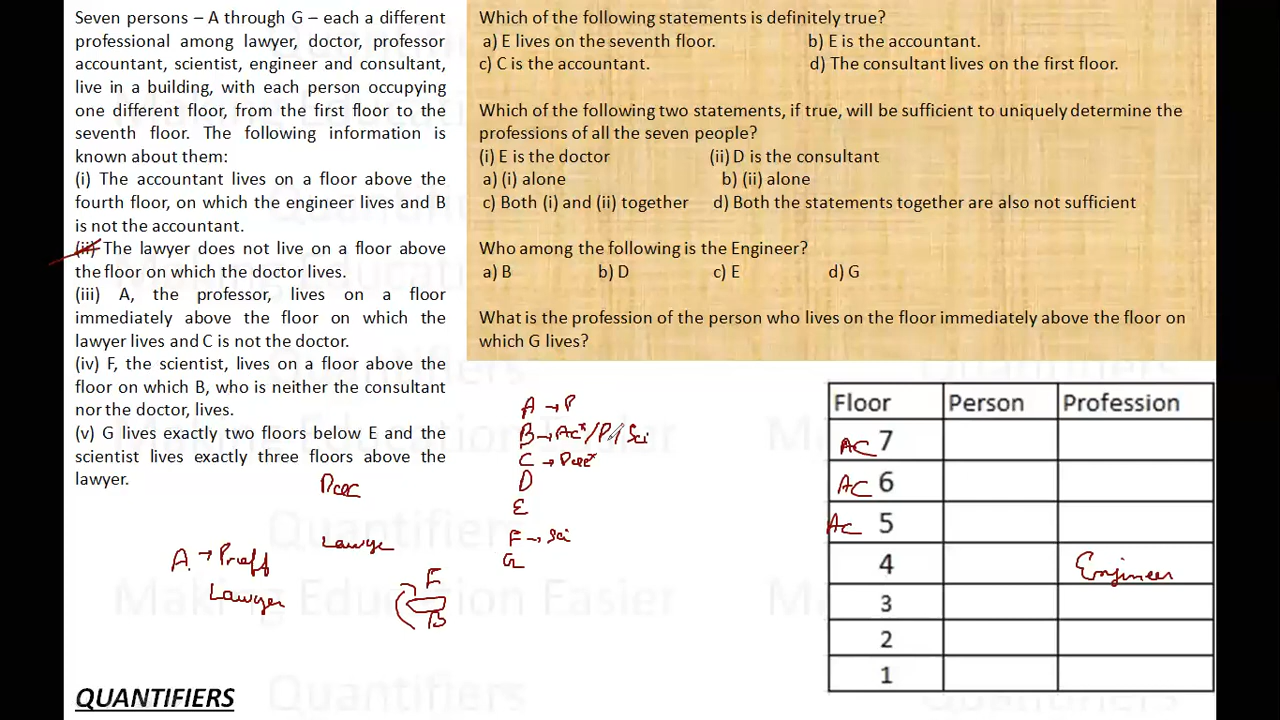 Seven persons – A through G – each a different
professional among lawyer, doctor, professor
accountant, scientist, engineer and consultant,
live in a building, with each person occupying
one different floor, from the first floor to the
seventh floor. The following information is
known about them:
(i) The accountant lives on a floor above the
fourth floor, on which the engineer lives and B
is not the accountant.
(ii) The lawyer does not live on a floor above
the floor on which the doctor lives.
(iii) A, the professor, lives on a floor
immediately above the floor on which the
lawyer lives and C is not the doctor.
(iv) F, the scientist, lives on a floor above the
floor on which B, who is neither the consultant
nor the doctor, lives.
(v) G lives exactly two floors below E and the
scientist lives exactly three floors above the
lawyer.
Which of the following statements is definitely true?
a) E lives on the seventh floor. b) E is the accountant.
c) C is the accountant. d) The consultant lives on the first floor.
Which of the following two statements, if true, will be sufficient to uniquely determine the
professions of all the seven people?
(i) E is the doctor (ii) D is the consultant
a) (i) alone b) (ii) alone
c) Both (i) and (ii) together d) Both the statements together are also not sufficient
Who among the following is the Engineer?
a) B b) D c) E d) G
What is the profession of the person who lives on the floor immediately above the floor on
which G lives?
A → P
B → Ac* / Sci
C →
D
E
F → Sci
G
Lawyer
A. →
Lawyer
B
Floor Person Profession
AC 7
AC 6
AC 5
4 Engineer
3
2
1
QUANTIFIERS